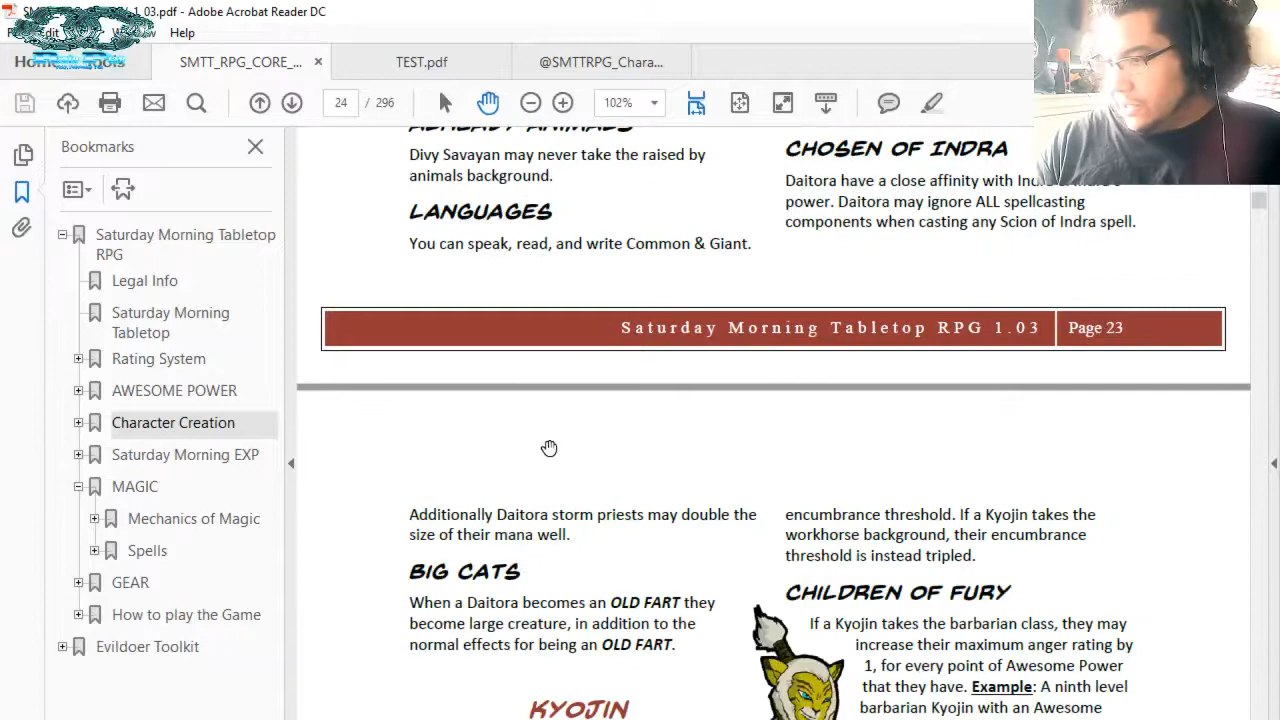 1.03.pdf - Adobe Acrobat Reader DC
Help
Tools
SMTT_RPG_CORE_...
TEST.pdf
@SMTTRPG_Chara...
24 / 296
102%
Bookmarks
Saturday Morning Tabletop
RPG
Legal Info
Saturday Morning
Tabletop
Rating System
AWESOME POWER
Character Creation
Saturday Morning EXP
MAGIC
Mechanics of Magic
Spells
GEAR
How to play the Game
Evildoer Toolkit
ALREADY ANIMALS
Divy Savayan may never take the raised by
animals background.
LANGUAGES
You can speak, read, and write Common & Giant.
CHOSEN OF INDRA
Daitora have a close affinity with
power. Daitora may ignore ALL spellcasting
components when casting any Scion of Indra spell.
Saturday Morning Tabletop RPG 1.03 Page 23
Additionally Daitora storm priests may double the
size of their mana well.
BIG CATS
When a Daitora becomes an OLD FART they
become large creature, in addition to the
normal effects for being an OLD FART.
KYOJIN
encumbrance threshold. If a Kyojin takes the
workhorse background, their encumbrance
threshold is instead tripled.
CHILDREN OF FURY
If a Kyojin takes the barbarian class, they may
increase their maximum anger rating by
1, for every point of Awesome Power
that they have. Example: A ninth level
barbarian Kyojin with an Awesome